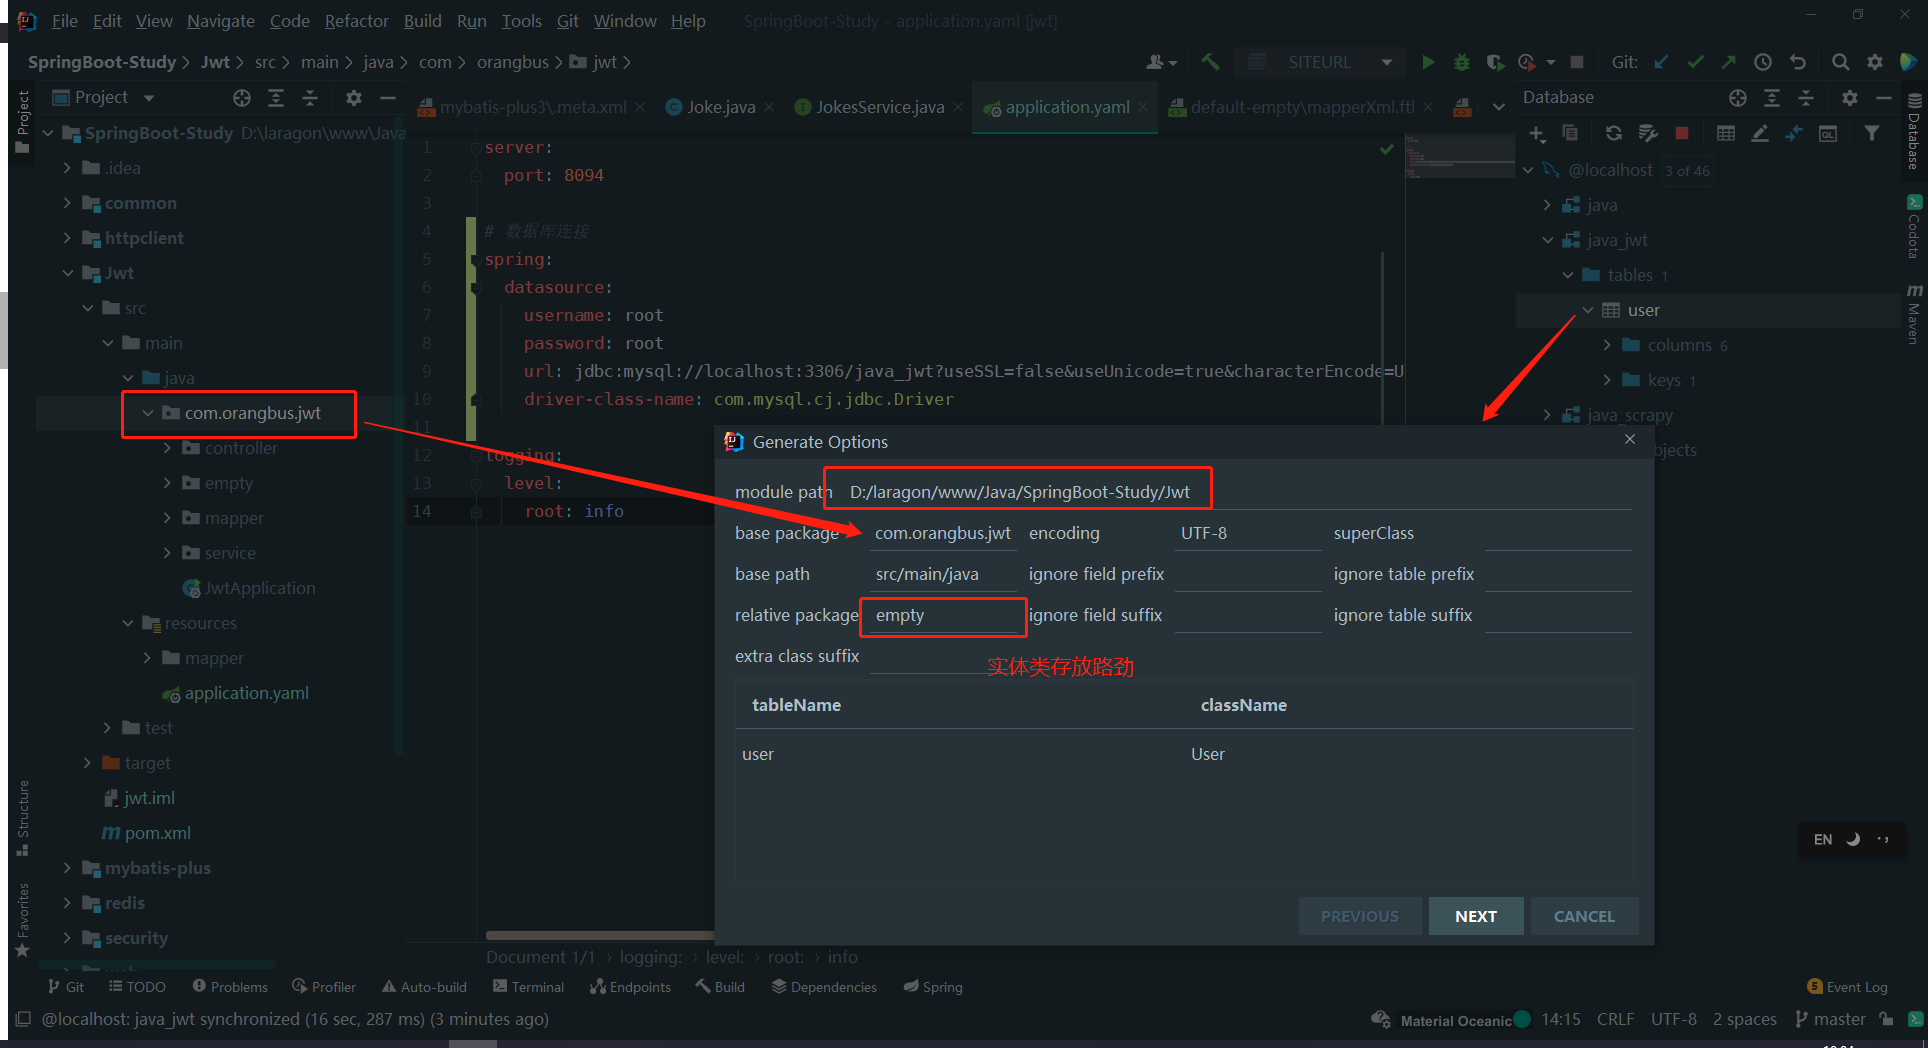 File Edit View Navigate Code Refactor Build Run Tools Git Window Help SpringBoot-Study - application.yaml [jwt]
SpringBoot-Study Jwt src main java com orangbus jwt SITEURL Git:
Project
mybatis-plus3\.meta.xml Joke.java JokesService.java application.yaml default-empty\mapperXml.ftl
Database
Project
SpringBoot-Study D:\laragon\www\Java
.idea
common
httpclient
Jwt
src
main
java
com.orangbus.jwt
controller
empty
mapper
service
JwtApplication
resources
mapper
application.yaml
test
target
jwt.iml
pom.xml
mybatis-plus
redis
security
Structure
Favorites
1 server:
2 port: 8094
3
4 # 数据库连接
5 spring:
6 datasource:
7 username: root
8 password: root
9 url: jdbc:mysql://localhost:3306/java_jwt?useSSL=false&useUnicode=true&characterEncode=U
10 driver-class-name: com.mysql.cj.jdbc.Driver
11
12 logging:
13 level:
14 root: info
Document 1/1 logging: level: root: info
@localhost 3 of 46
java
java_jwt
tables 1
user
columns 6
keys 1
java_scrapy
bjects
Database
Codota
Maven
Generate Options
module path D:/laragon/www/Java/SpringBoot-Study/Jwt
base package com.orangbus.jwt encoding UTF-8 superClass
base path src/main/java ignore field prefix ignore table prefix
relative package empty ignore field suffix ignore table suffix
extra class suffix
实体类存放路劲
tableName className
user User
PREVIOUS NEXT CANCEL
EN
Git TODO Problems Profiler Auto-build Terminal Endpoints Build Dependencies Spring 5 Event Log
@localhost: java_jwt synchronized (16 sec, 287 ms) (3 minutes ago) Material Oceanic 14:15 CRLF UTF-8 2 spaces master